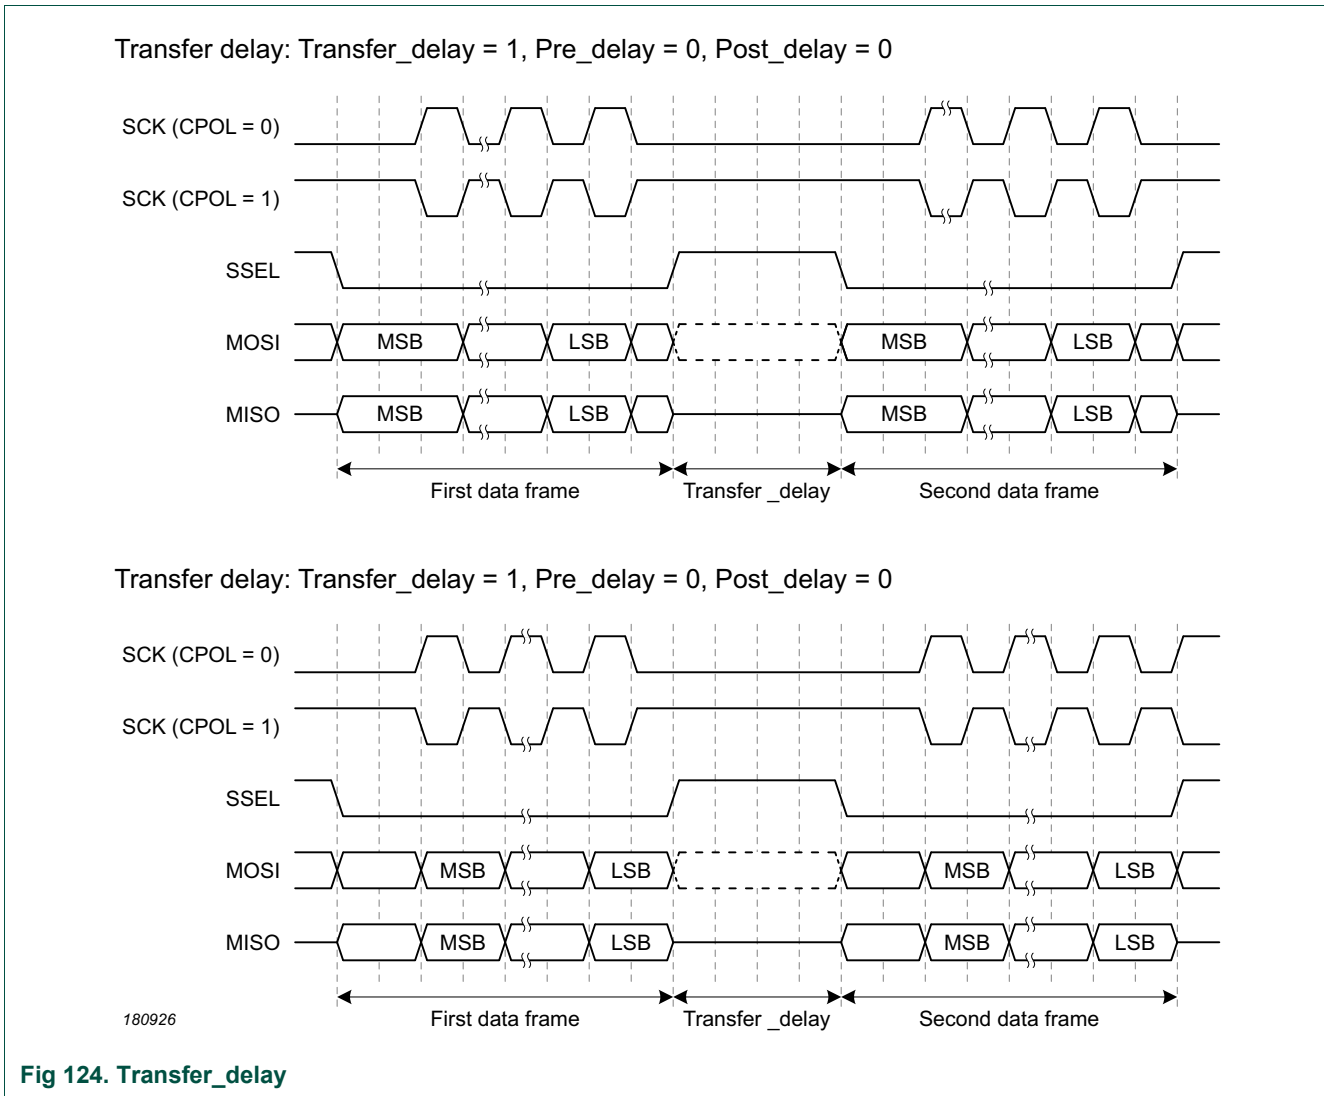 Transfer delay: Transfer_delay = 1, Pre_delay = 0, Post_delay = 0
SCK (CPOL = 0)
SCK (CPOL = 1)
SSEL
MOSI MSB LSB MSB LSB
MISO MSB LSB MSB LSB
First data frame Transfer _delay Second data frame
Transfer delay: Transfer_delay = 1, Pre_delay = 0, Post_delay = 0
SCK (CPOL = 0)
SCK (CPOL = 1)
SSEL
MOSI MSB LSB MSB LSB
MISO MSB LSB MSB LSB
First data frame Transfer _delay Second data frame
180926
Fig 124. Transfer_delay